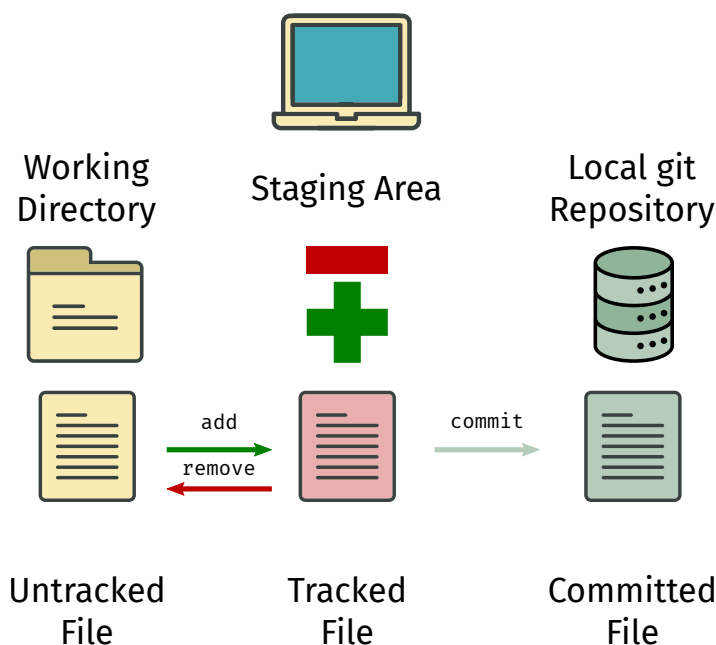 Working
Directory
Staging Area
Local git
Repository
add
remove
commit
Untracked
File
Tracked
File
Committed
File